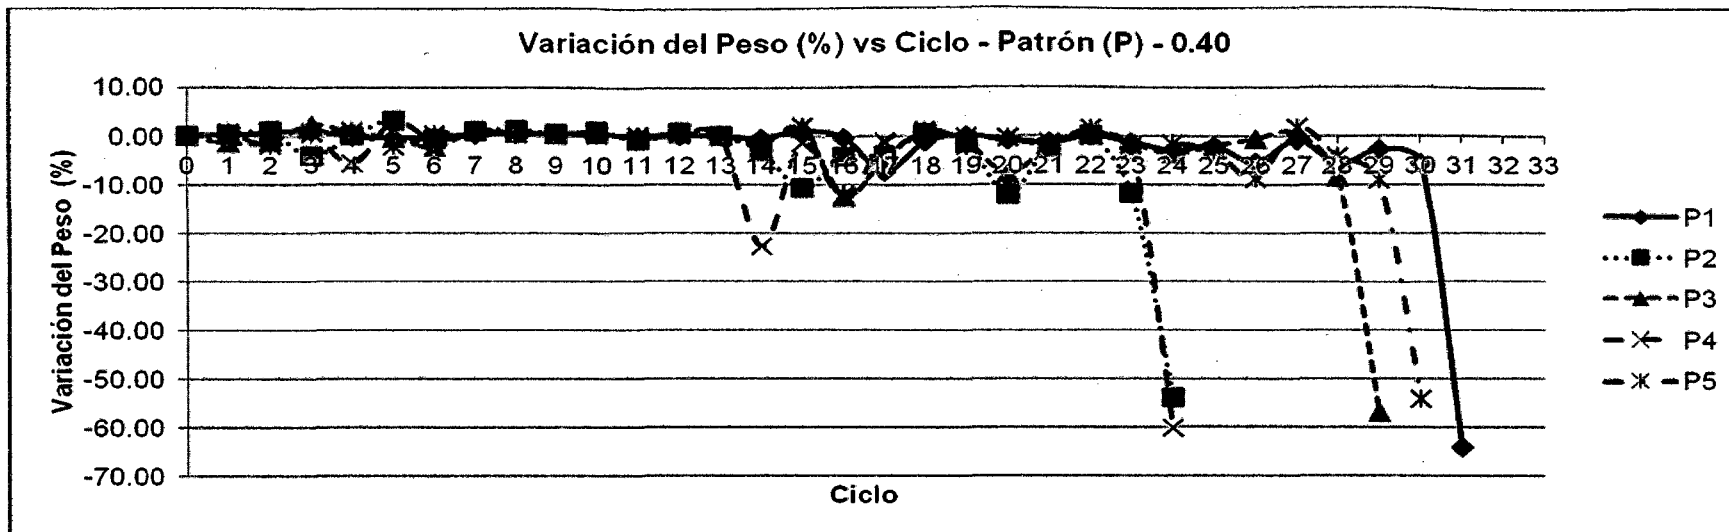 Variación del Peso (%) vs Ciclo - Patrón (P) - 0.40
Variación del Peso (%)
10.00
0.00
-10.00
-20.00
-30.00
-40.00
-50.00
-60.00
-70.00
0 1 2 3 4 5 6 7 8 9 10 11 12 13 14 15 16 17 18 19 20 21 22 23 24 25 26 27 28 29 30 31 32 33
Ciclo
P1
P2
P3
P4
P5